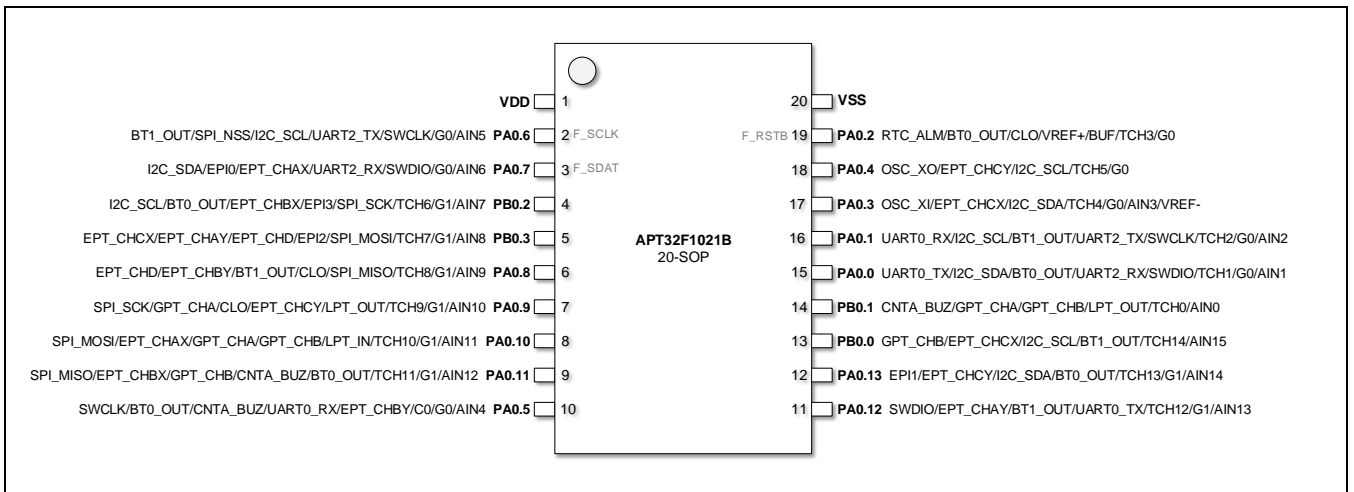 VDD 1 20 VSS
BT1_OUT/SPI_NSS/I2C_SCL/UART2_TX/SWCLK/G0/AIN5 PA0.6 2 F_SCLK F_RSTB 19 PA0.2 RTC_ALM/BT0_OUT/CLO/VREF+/BUF/TCH3/G0
I2C_SDA/EPI0/EPT_CHAX/UART2_RX/SWDIO/G0/AIN6 PA0.7 3 F_SDAT 18 PA0.4 OSC_XO/EPT_CHCY/I2C_SCL/TCH5/G0
I2C_SCL/BT0_OUT/EPT_CHBX/EPI3/SPI_SCK/TCH6/G1/AIN7 PB0.2 4 17 PA0.3 OSC_XI/EPT_CHCX/I2C_SDA/TCH4/G0/AIN3/VREF-
EPT_CHCX/EPT_CHAY/EPT_CHD/EPI2/SPI_MOSI/TCH7/G1/AIN8 PB0.3 5 APT32F1021B 16 PA0.1 UART0_RX/I2C_SCL/BT1_OUT/UART2_TX/SWCLK/TCH2/G0/AIN2
20-SOP
EPT_CHD/EPT_CHBY/BT1_OUT/CLO/SPI_MISO/TCH8/G1/AIN9 PA0.8 6 15 PA0.0 UART0_TX/I2C_SDA/BT0_OUT/UART2_RX/SWDIO/TCH1/G0/AIN1
SPI_SCK/GPT_CHA/CLO/EPT_CHCY/LPT_OUT/TCH9/G1/AIN10 PA0.9 7 14 PB0.1 CNTA_BUZ/GPT_CHA/GPT_CHB/LPT_OUT/TCH0/AIN0
SPI_MOSI/EPT_CHAX/GPT_CHA/GPT_CHB/LPT_IN/TCH10/G1/AIN11 PA0.10 8 13 PB0.0 GPT_CHB/EPT_CHCX/I2C_SCL/BT1_OUT/TCH14/AIN15
SPI_MISO/EPT_CHBX/GPT_CHB/CNTA_BUZ/BT0_OUT/TCH11/G1/AIN12 PA0.11 9 12 PA0.13 EPI1/EPT_CHCY/I2C_SDA/BT0_OUT/TCH13/G1/AIN14
SWCLK/BT0_OUT/CNTA_BUZ/UART0_RX/EPT_CHBY/C0/G0/AIN4 PA0.5 10 11 PA0.12 SWDIO/EPT_CHAY/BT1_OUT/UART0_TX/TCH12/G1/AIN13